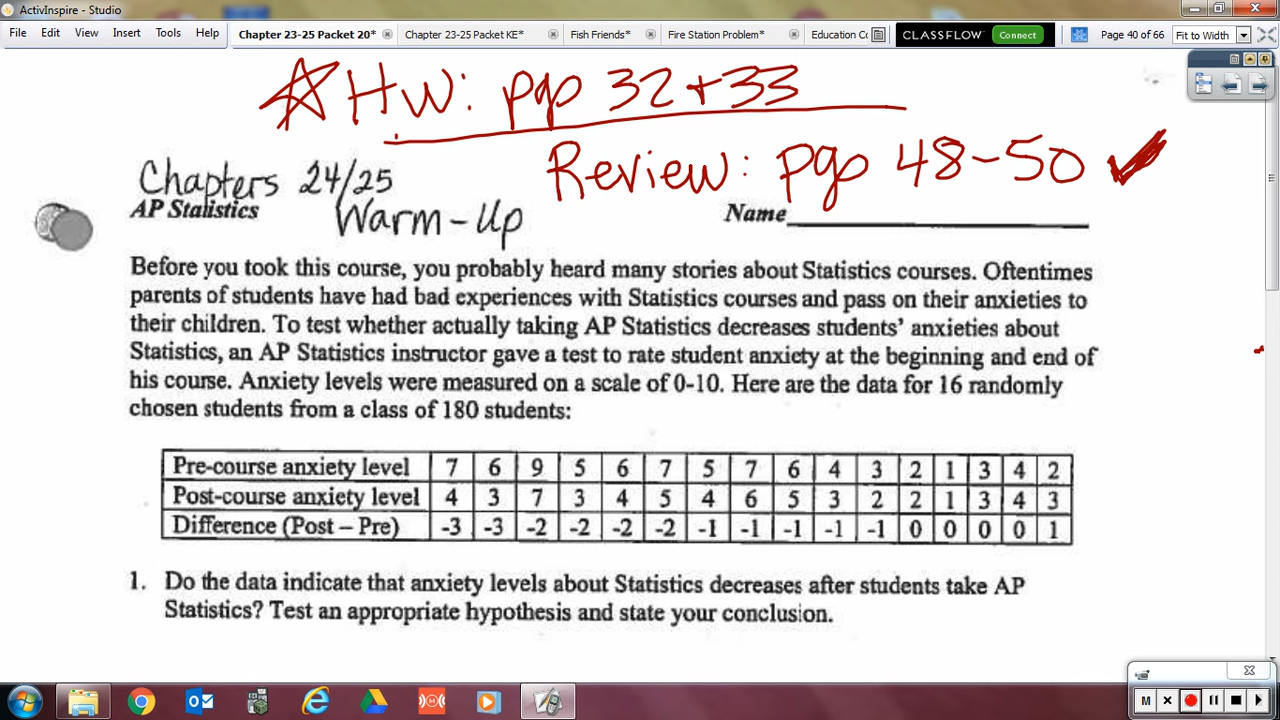 ActivInspire - Studio
File Edit View Insert Tools Help Chapter 23-25 Packet 20* Chapter 23-25 Packet KE* Fish Friends* Fire Station Problem* Education Co CLASSFLOW Connect Page 40 of 66 Fit to Width
HW: pgs 32 + 33
Review: pgs 48-50
Chapters 24/25
AP Statistics Warm-Up Name
Before you took this course, you probably heard many stories about Statistics courses. Oftentimes
parents of students have had bad experiences with Statistics courses and pass on their anxieties to
their children. To test whether actually taking AP Statistics decreases students' anxieties about
Statistics, an AP Statistics instructor gave a test to rate student anxiety at the beginning and end of
his course. Anxiety levels were measured on a scale of 0-10. Here are the data for 16 randomly
chosen students from a class of 180 students:
Pre-course anxiety level 7 6 9 5 6 7 5 7 6 4 3 2 1 3 4 2
Post-course anxiety level 4 3 7 3 4 5 4 6 5 3 2 2 1 3 4 3
Difference (Post – Pre) -3 -3 -2 -2 -2 -2 -1 -1 -1 -1 -1 0 0 0 0 1
1. Do the data indicate that anxiety levels about Statistics decreases after students take AP
Statistics? Test an appropriate hypothesis and state your conclusion.
M